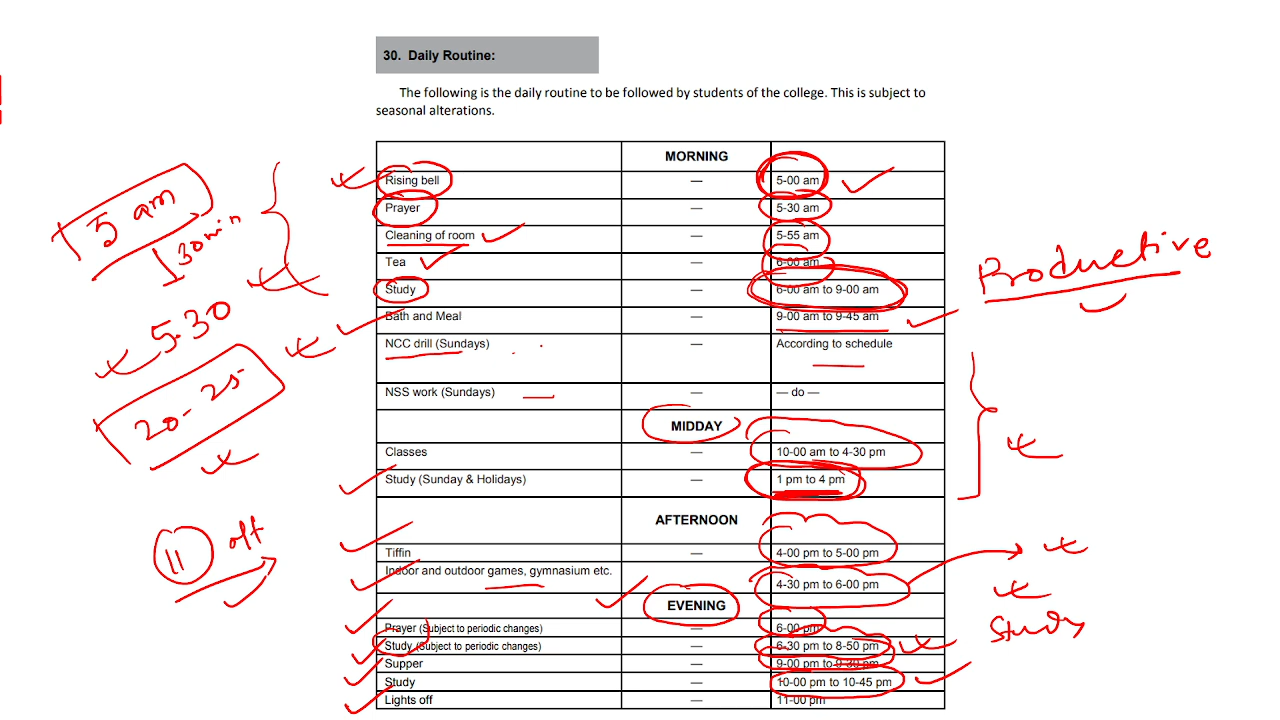 30. Daily Routine:
The following is the daily routine to be followed by students of the college. This is subject to
seasonal alterations.
MORNING
Rising bell — 5-00 am
Prayer — 5-30 am
Cleaning of room — 5-55 am
Tea — 6-00 am
Study — 6-00 am to 9-00 am
Bath and Meal — 9-00 am to 9-45 am
NCC drill (Sundays) — According to schedule
NSS work (Sundays) — — do —
MIDDAY
Classes — 10-00 am to 4-30 pm
Study (Sunday & Holidays) — 1 pm to 4 pm
AFTERNOON
Tiffin — 4-00 pm to 5-00 pm
Indoor and outdoor games, gymnasium etc. — 4-30 pm to 6-00 pm
EVENING
Prayer (Subject to periodic changes) — 6-00 pm
Study (Subject to periodic changes) — 6-30 pm to 8-50 pm
Supper — 9-00 pm to 9-30 pm
Study — 10-00 pm to 10-45 pm
Lights off — 11-00 pm
5 am
30 min
5.30
20-25
11 off
Productive
Study